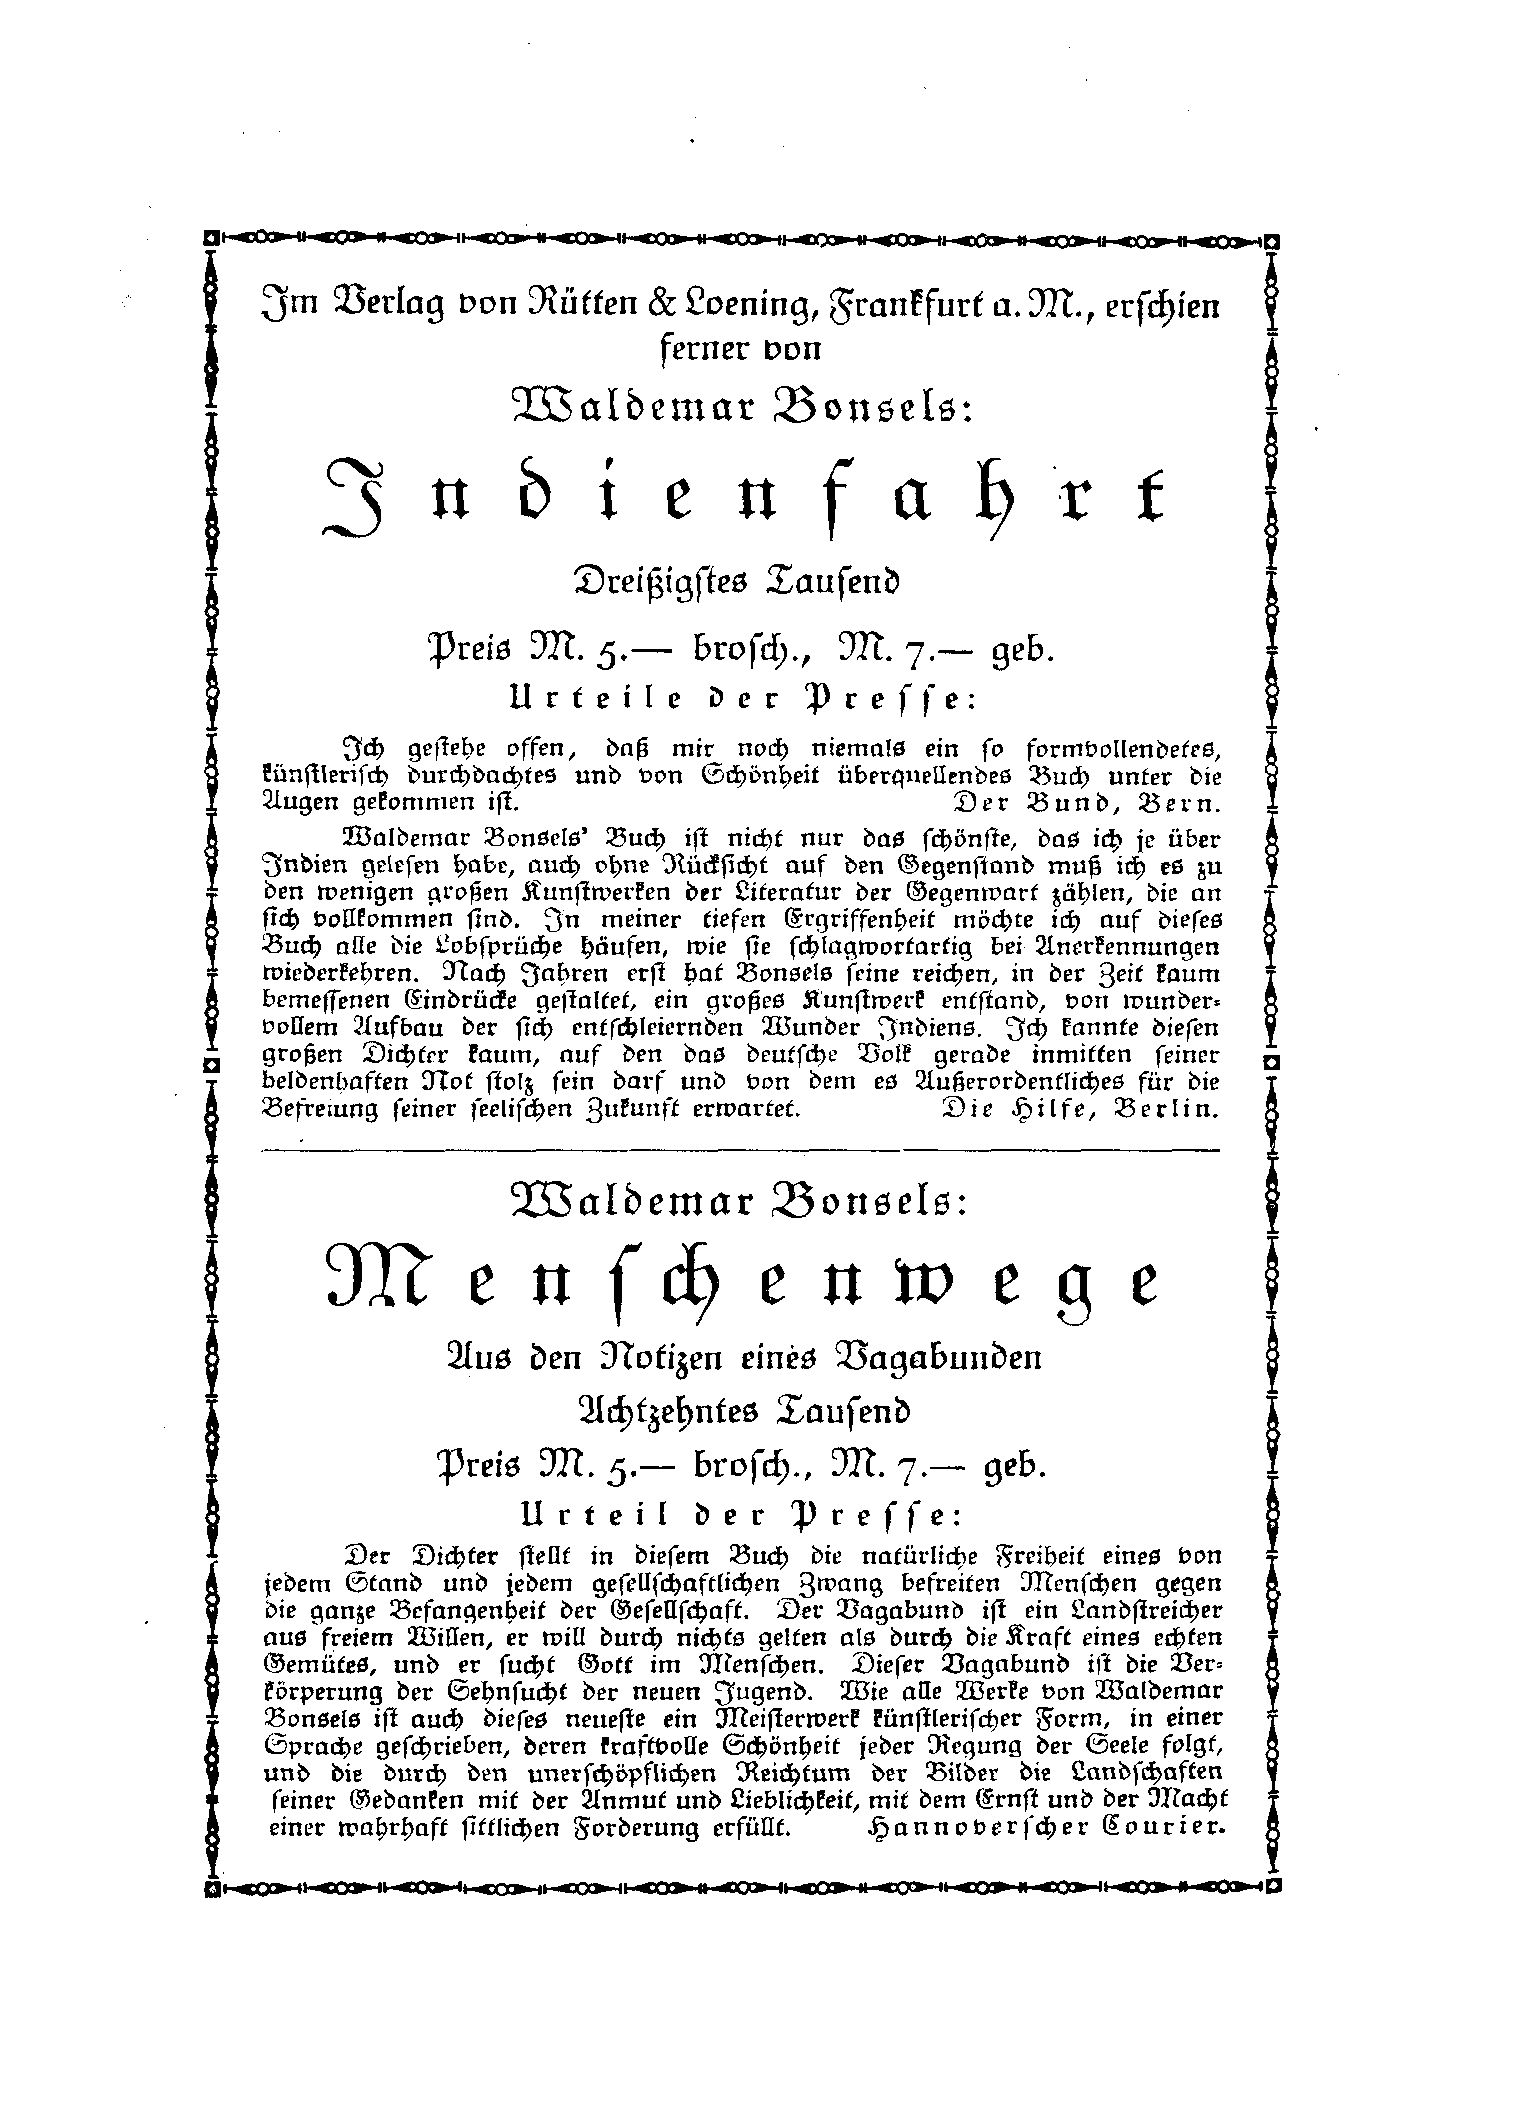 Im Verlag von Rütten & Loening, Frankfurt a. M., erschien
ferner von
Waldemar Bonsels:
Indienfahrt
Dreißigstes Tausend
Preis M. 5.— brosch., M. 7.— geb.
Urteile der Presse:
Ich gestehe offen, daß mir noch niemals ein so formvollendetes,
künstlerisch durchdachtes und von Schönheit überquellendes Buch unter die
Augen gekommen ist. Der Bund, Bern.
Waldemar Bonsels' Buch ist nicht nur das schönste, das ich je über
Indien gelesen habe, auch ohne Rücksicht auf den Gegenstand muß ich es zu
den wenigen großen Kunstwerken der Literatur der Gegenwart zählen, die an
sich vollkommen sind. In meiner tiefen Ergriffenheit möchte ich auf dieses
Buch alle die Lobsprüche häufen, wie sie schlagwortartig bei Anerkennungen
wiederkehren. Nach Jahren erst hat Bonsels seine reichen, in der Zeit kaum
bemessenen Eindrücke gestaltet, ein großes Kunstwerk entstand, von wunder-
vollem Aufbau der sich entschleiernden Wunder Indiens. Ich kannte diesen
großen Dichter kaum, auf den das deutsche Volk gerade inmitten seiner
heldenhaften Not stolz sein darf und von dem es Außerordentliches für die
Befreiung seiner seelischen Zukunft erwartet. Die Hilfe, Berlin.
Waldemar Bonsels:
Menschenwege
Aus den Notizen eines Vagabunden
Achtzehntes Tausend
Preis M. 5.— brosch., M. 7.— geb.
Urteil der Presse:
Der Dichter stellt in diesem Buch die natürliche Freiheit eines von
jedem Stand und jedem gesellschaftlichen Zwang befreiten Menschen gegen
die ganze Befangenheit der Gesellschaft. Der Vagabund ist ein Landstreicher
aus freiem Willen, er will durch nichts gelten als durch die Kraft eines echten
Gemütes, und er sucht Gott im Menschen. Dieser Vagabund ist die Ver-
körperung der Sehnsucht der neuen Jugend. Wie alle Werke von Waldemar
Bonsels ist auch dieses neueste ein Meisterwerk künstlerischer Form, in einer
Sprache geschrieben, deren kraftvolle Schönheit jeder Regung der Seele folgt,
und die durch den unerschöpflichen Reichtum der Bilder die Landschaften
seiner Gedanken mit der Anmut und Lieblichkeit, mit dem Ernst und der Macht
einer wahrhaft sittlichen Forderung erfüllt. Hannoverscher Courier.